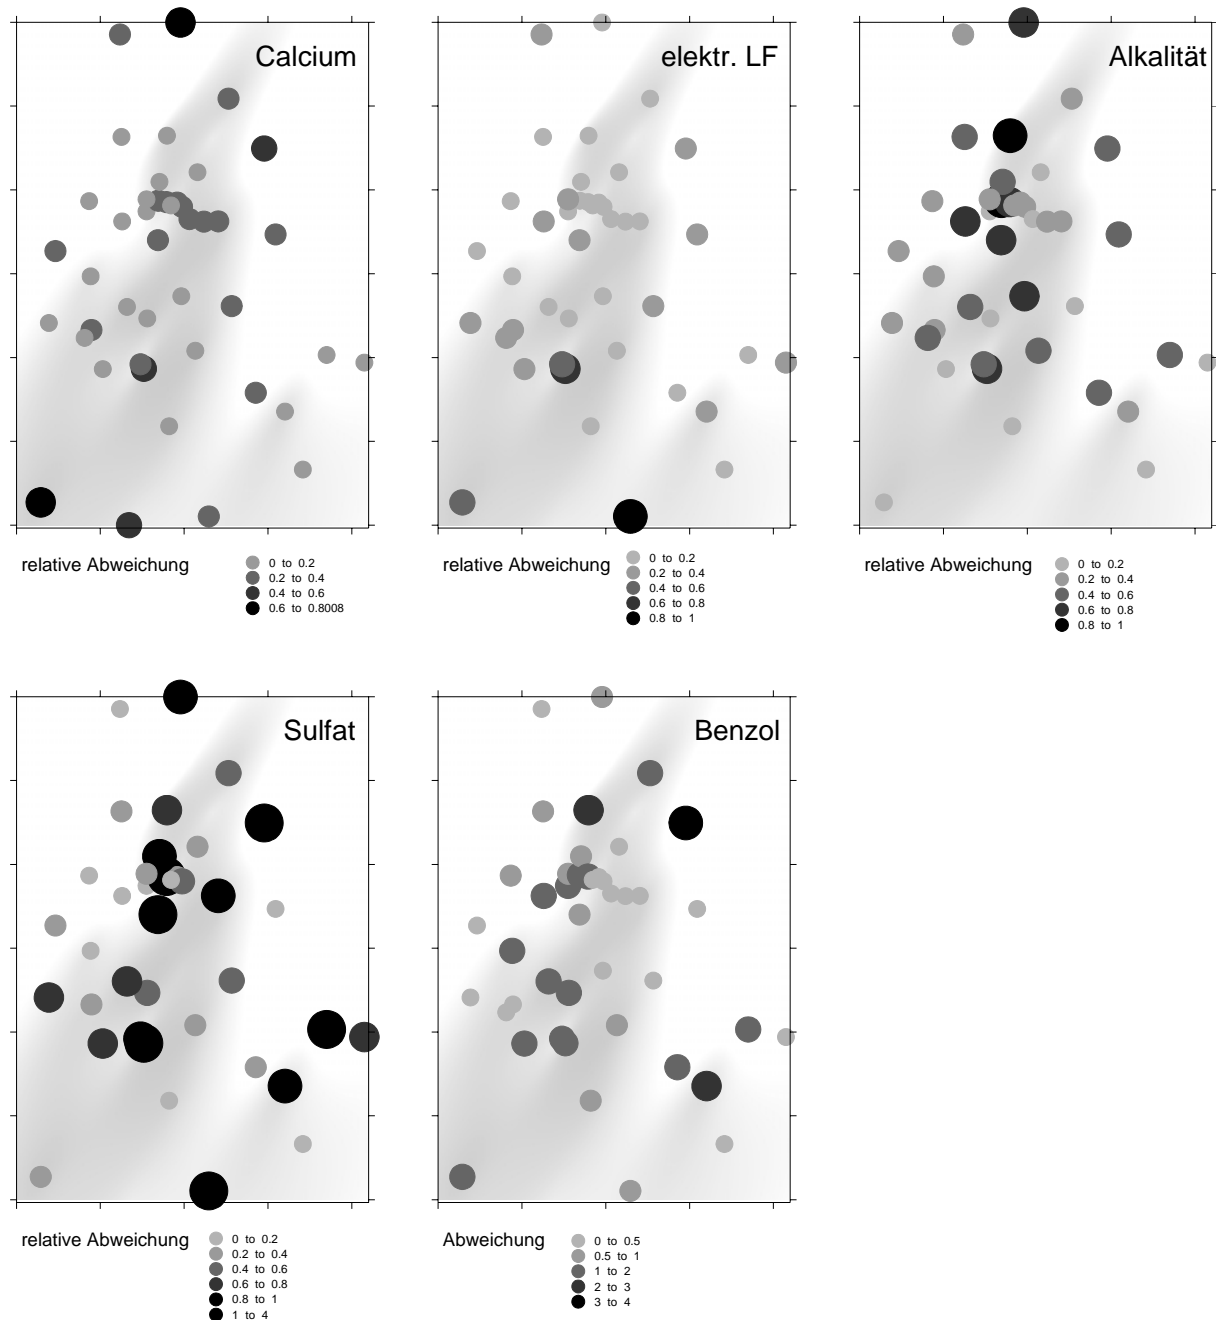 Calcium
relative Abweichung
0 to 0.2
0.2 to 0.4
0.4 to 0.6
0.6 to 0.8008
elektr. LF
relative Abweichung
0 to 0.2
0.2 to 0.4
0.4 to 0.6
0.6 to 0.8
0.8 to 1
Alkalität
relative Abweichung
0 to 0.2
0.2 to 0.4
0.4 to 0.6
0.6 to 0.8
0.8 to 1
Sulfat
relative Abweichung
0 to 0.2
0.2 to 0.4
0.4 to 0.6
0.6 to 0.8
0.8 to 1
1 to 4
Benzol
Abweichung
0 to 0.5
0.5 to 1
1 to 2
2 to 3
3 to 4